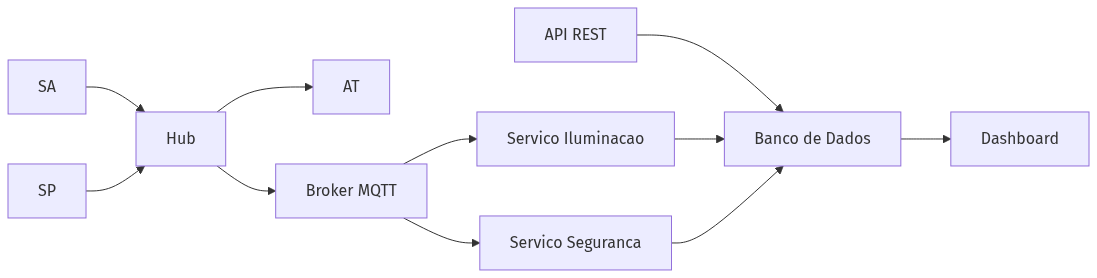 API REST
SA
AT
Hub
Servico Iluminacao
Banco de Dados
Dashboard
SP
Broker MQTT
Servico Seguranca